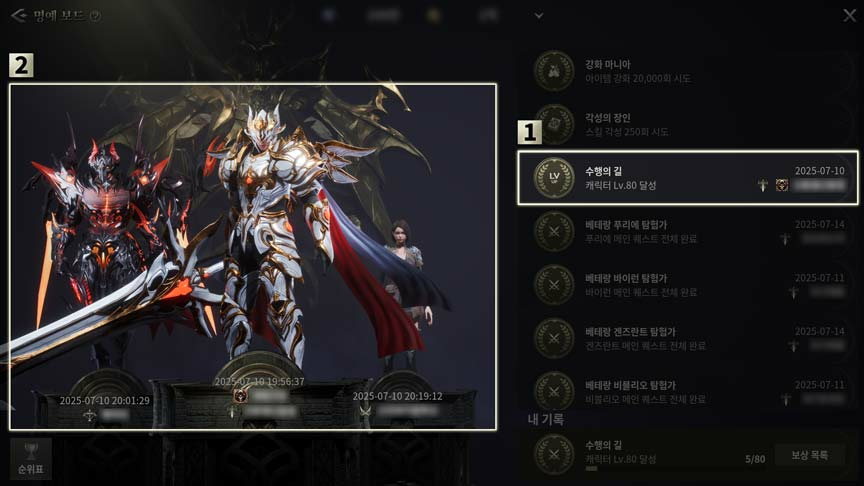 명예 보드
2
강화 마니아
아이템 강화 20,000회 시도
각성의 장인
스킬 각성 250회 시도
1
LV
UP
수행의 길
2025-07-10
캐릭터 Lv.80 달성
베테랑 푸리에 탐험가
2025-07-14
푸리에 메인 퀘스트 전체 완료
베테랑 바이런 탐험가
2025-07-11
바이런 메인 퀘스트 전체 완료
베테랑 겐즈란트 탐험가
2025-07-14
겐즈란트 메인 퀘스트 전체 완료
베테랑 비블리오 탐험가
2025-07-11
비블리오 메인 퀘스트 전체 완료
2025-07-10 20:01:29
2025-07-10 19:56:37
2025-07-10 20:19:12
내 기록
순위표
수행의 길
캐릭터 Lv.80 달성
5/80
보상 목록